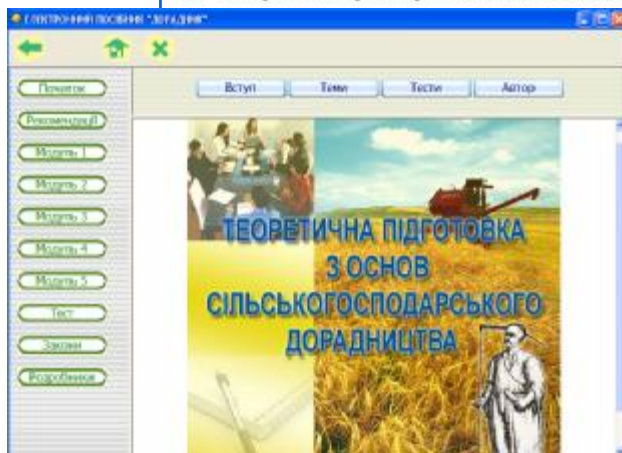 ЕЛЕКТРОННИЙ ПОСІБНИК "ДОРАДНИК"
Вступ Теми Тести Автор
Початок
Рекомендації
Модуль 1
Модуль 2
Модуль 3
Модуль 4
Модуль 5
Тест
Закони
Розробники
ТЕОРЕТИЧНА ПІДГОТОВКА
З ОСНОВ
СІЛЬСЬКОГОСПОДАРСЬКОГО
ДОРАДНИЦТВА